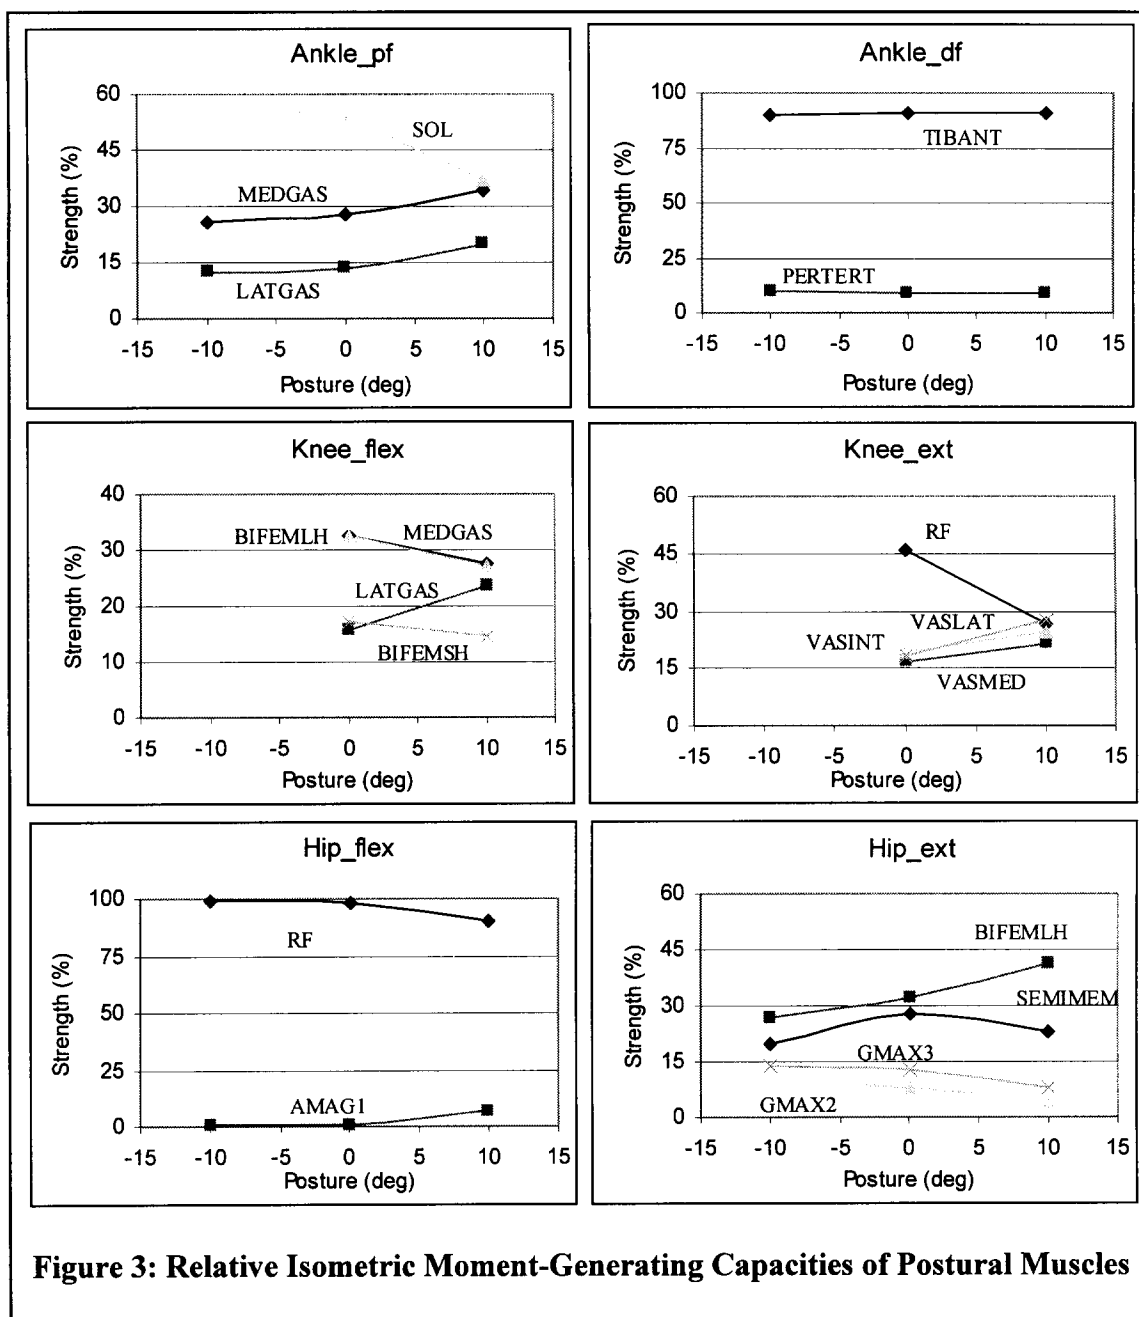 Ankle_pf
60
45
30
15
0
Strength (%)
SOL
MEDGAS
LATGAS
-15 -10 -5 0 5 10 15
Posture (deg)
Ankle_df
100
75
50
25
0
Strength (%)
TIBANT
PERTERT
-15 -10 -5 0 5 10 15
Posture (deg)
Knee_flex
40
30
20
10
0
Strength (%)
BIFEMLH MEDGAS
LATGAS
BIFEMSH
-15 -10 -5 0 5 10 15
Posture (deg)
Knee_ext
60
45
30
15
0
Strength (%)
RF
VASLAT
VASINT
VASMED
-15 -10 -5 0 5 10 15
Posture (deg)
Hip_flex
100
75
50
25
0
Strength (%)
RF
AMAG1
-15 -10 -5 0 5 10 15
Posture (deg)
Hip_ext
60
45
30
15
0
Strength (%)
BIFEMLH
SEMIMEM
GMAX3
GMAX2
-15 -10 -5 0 5 10 15
Posture (deg)
Figure 3: Relative Isometric Moment-Generating Capacities of Postural Muscles